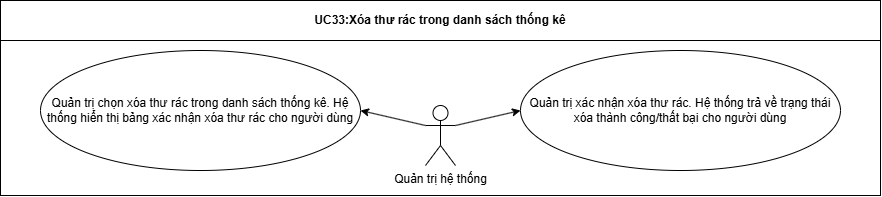 UC33:Xóa thư rác trong danh sách thống kê
Quản trị chọn xóa thư rác trong danh sách thống kê. Hệ
thống hiển thị bảng xác nhận xóa thư rác cho người dùng
Quản trị xác nhận xóa thư rác. Hệ thống trả về trạng thái
xóa thành công/thất bại cho người dùng
Quản trị hệ thống